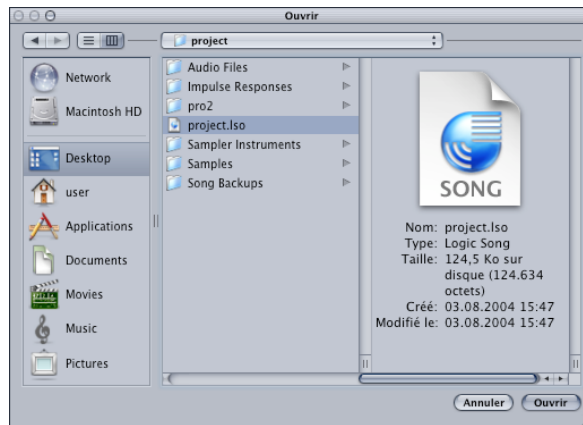 Ouvrir
project
Network
Macintosh HD
Desktop
user
Applications
Documents
Movies
Music
Pictures
Audio Files
Impulse Responses
pro2
project.lso
Sampler Instruments
Samples
Song Backups
SONG
Nom: project.lso
Type: Logic Song
Taille: 124,5 Ko sur
disque (124.634
octets)
Créé: 03.08.2004 15:47
Modifié le: 03.08.2004 15:47
Annuler
Ouvrir